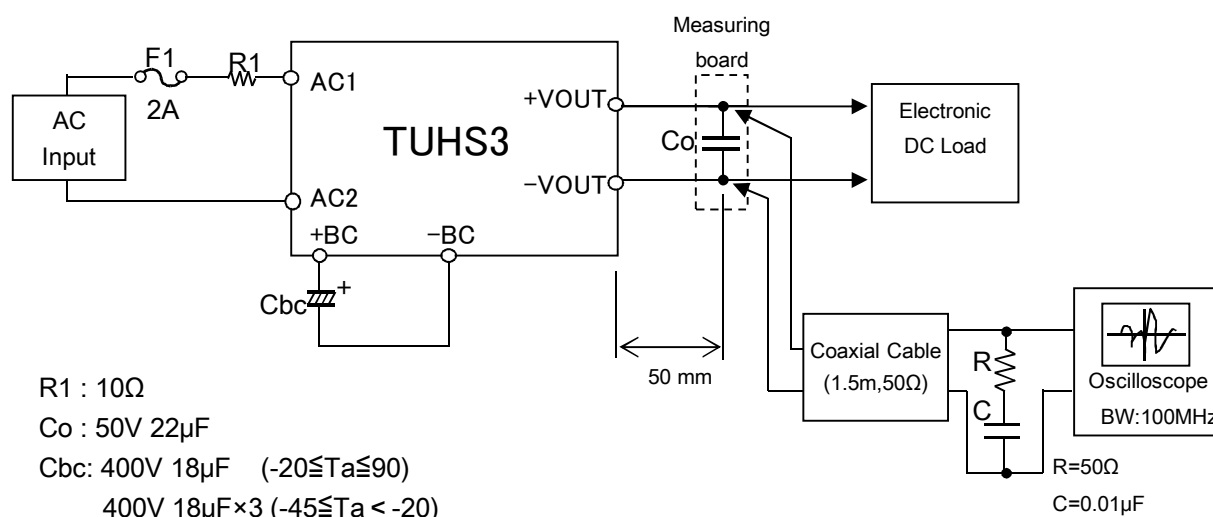 Measuring
board
F1
2A
R1
AC1
AC2
AC
Input
TUHS3
+VOUT
−VOUT
+BC
−BC
Co
Electronic
DC Load
Cbc
+
50 mm
Coaxial Cable
(1.5m,50Ω)
R
C
Oscilloscope
BW:100MHz
R=50Ω
C=0.01µF
R1 : 10Ω
Co : 50V 22µF
Cbc: 400V 18µF (-20≦Ta≦90)
400V 18µF×3 (-45≦Ta < -20)